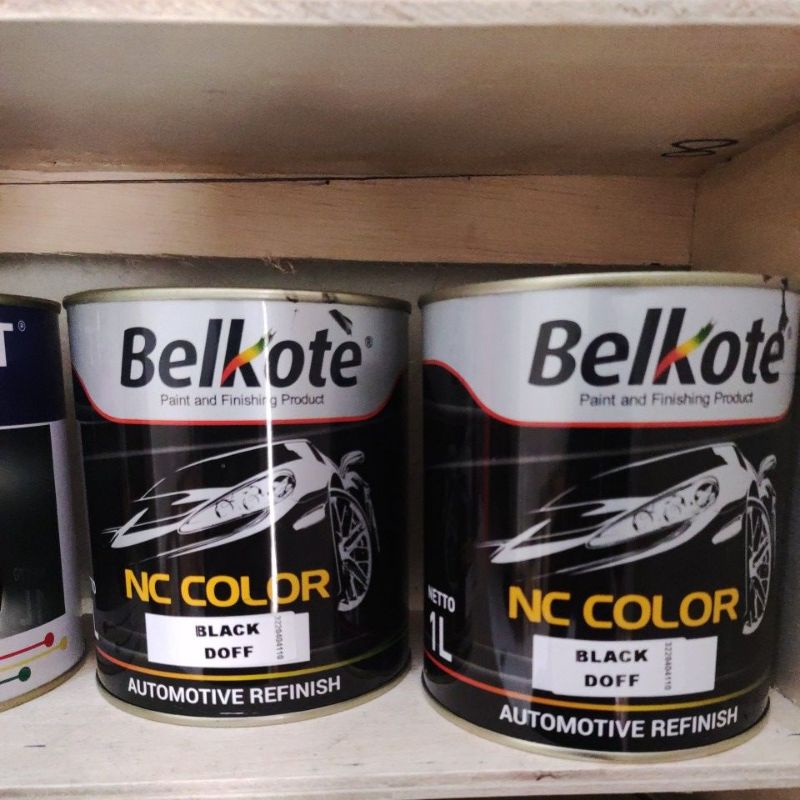 T®
Belkote®
Paint and Finishing Product
NC COLOR
BLACK
DOFF
AUTOMOTIVE REFINISH
Belkote
Paint and Finishing Product
NETTO
1L
NC COLOR
BLACK
DOFF
AUTOMOTIVE REFINISH